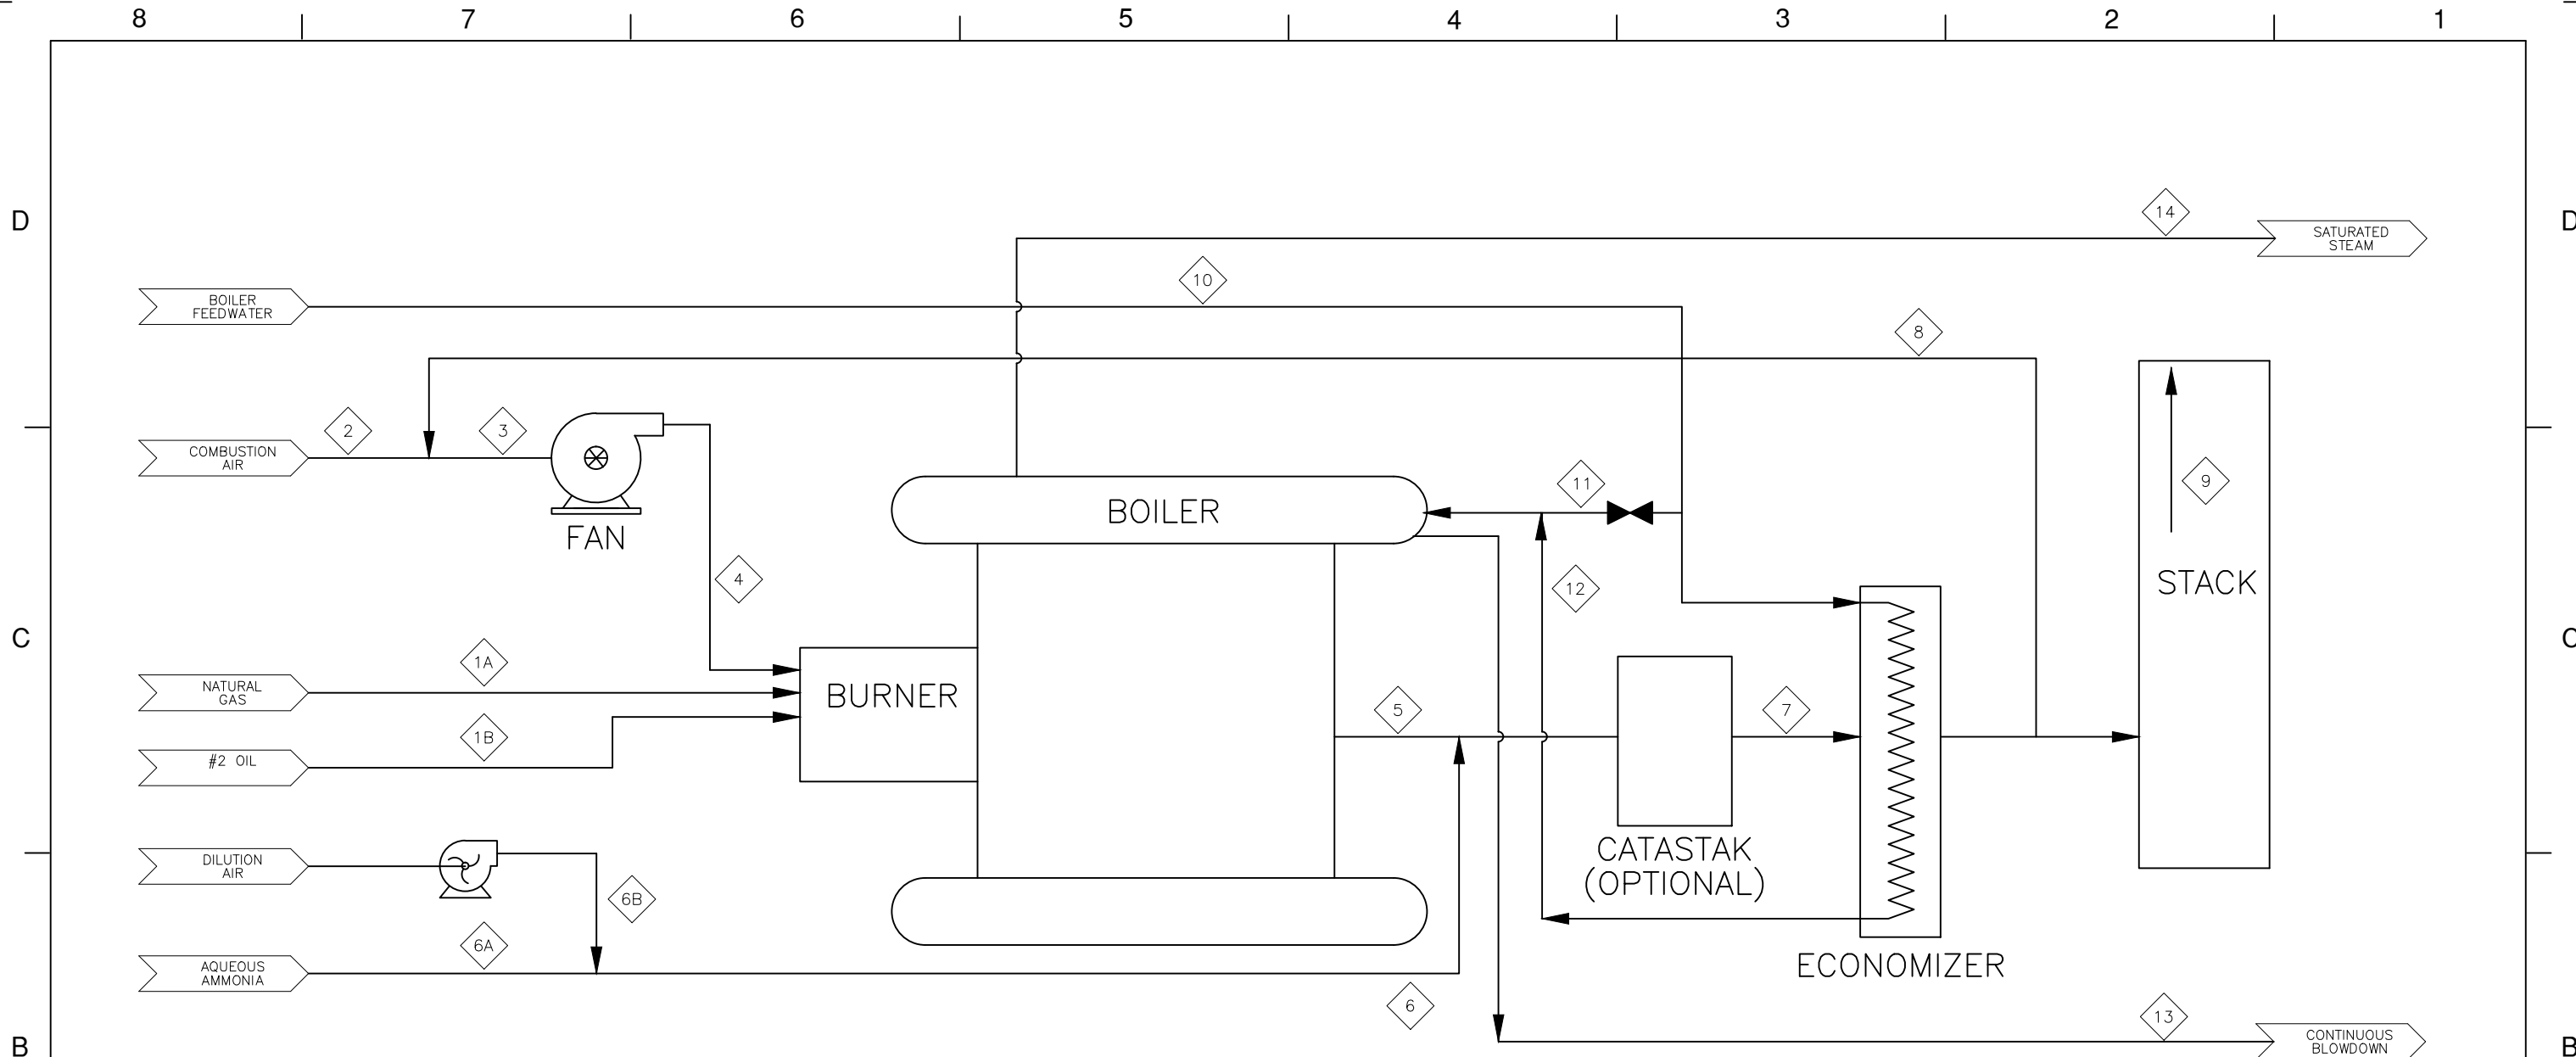 8 7 6 5 4 3 2 1
D
D
14
SATURATED
STEAM
10
BOILER
FEEDWATER
8
2
3
COMBUSTION
AIR
FAN
BOILER
11
9
4
12
STACK
C
C
1A
NATURAL
GAS
BURNER
5
7
1B
#2 OIL
CATASTAK
(OPTIONAL)
DILUTION
AIR
6B
6A
AQUEOUS
AMMONIA
ECONOMIZER
6
13
B
CONTINUOUS
BLOWDOWN
B